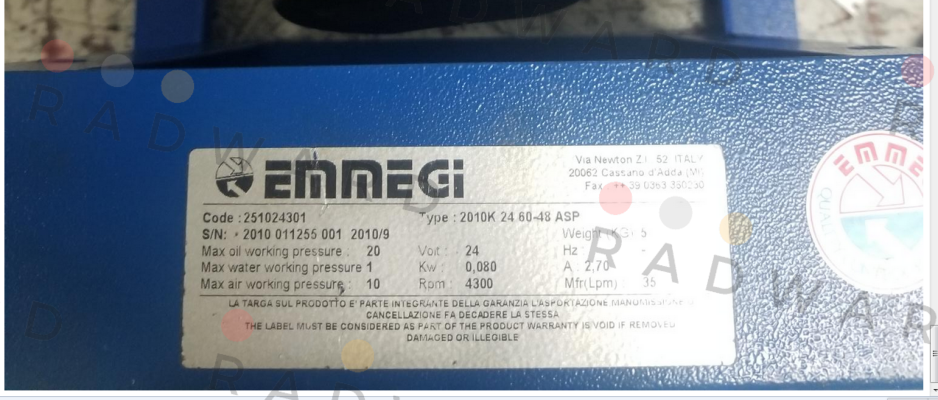 EMMEGI
Via Newton Z.I. 52 ITALY
20062 Cassano d'Adda (MI)
Fax ++ 39 0363 350230
Code : 251024301 Type : 2010K 24 60-48 ASP
S/N: 2010 011255 001 2010/9 Weight (KG) 5
Max oil working pressure : 20 Volt : 24 Hz : -
Max water working pressure 1 Kw : 0,080 A : 2,70
Max air working pressure : 10 Rpm : 4300 Mfr(Lpm) 35
LA TARGA SUL PRODOTTO E' PARTE INTEGRANTE DELLA GARANZIA L'ASPORTAZIONE MANOMISSIONE
CANCELLAZIONE FA DECADERE LA STESSA
THE LABEL MUST BE CONSIDERED AS PART OF THE PRODUCT WARRANTY IS VOID IF REMOVED
DAMAGED OR ILLEGIBLE
RADWARD
RADWARD
RADWAR